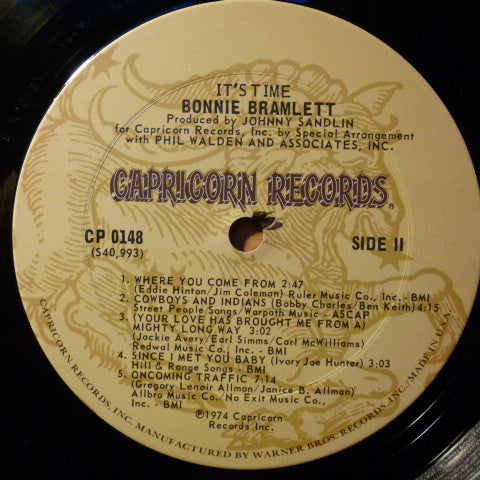 IT'S TIME
BONNIE BRAMLETT
Produced by JOHNNY SANDLIN
for Capricorn Records, Inc. by Special Arrangement
with PHIL WALDEN AND ASSOCIATES, INC.
CAPRICORN RECORDS®
CP 0148
(S40,993)
SIDE II
1. WHERE YOU COME FROM 2:47
(Eddie Hinton/Jim Coleman) Ruler Music Co., Inc. - BMI
2. COWBOYS AND INDIANS (Bobby Charles/Ben Keith) 4:15
Street People Songs/Warpath Music - ASCAP
3. (YOUR LOVE HAS BROUGHT ME FROM A)
MIGHTY LONG WAY 3:02
(Jackie Avery/Earl Simms/Carl McWilliams)
Redwal Music Co., Inc. - BMI
4. SINCE I MET YOU BABY (Ivory Joe Hunter) 3:03
Hill & Range Songs - BMI
5. ONCOMING TRAFFIC 7:14
(Gregory Lenoir Allman/Janice B. Allman)
Allbro Music Co./No Exit Music Co.,
Inc. - BMI
©1974 Capricorn
Records Inc.
CAPRICORN RECORDS, INC. MANUFACTURED BY WARNER BROS. RECORDS INC./MADE IN U.S.A.